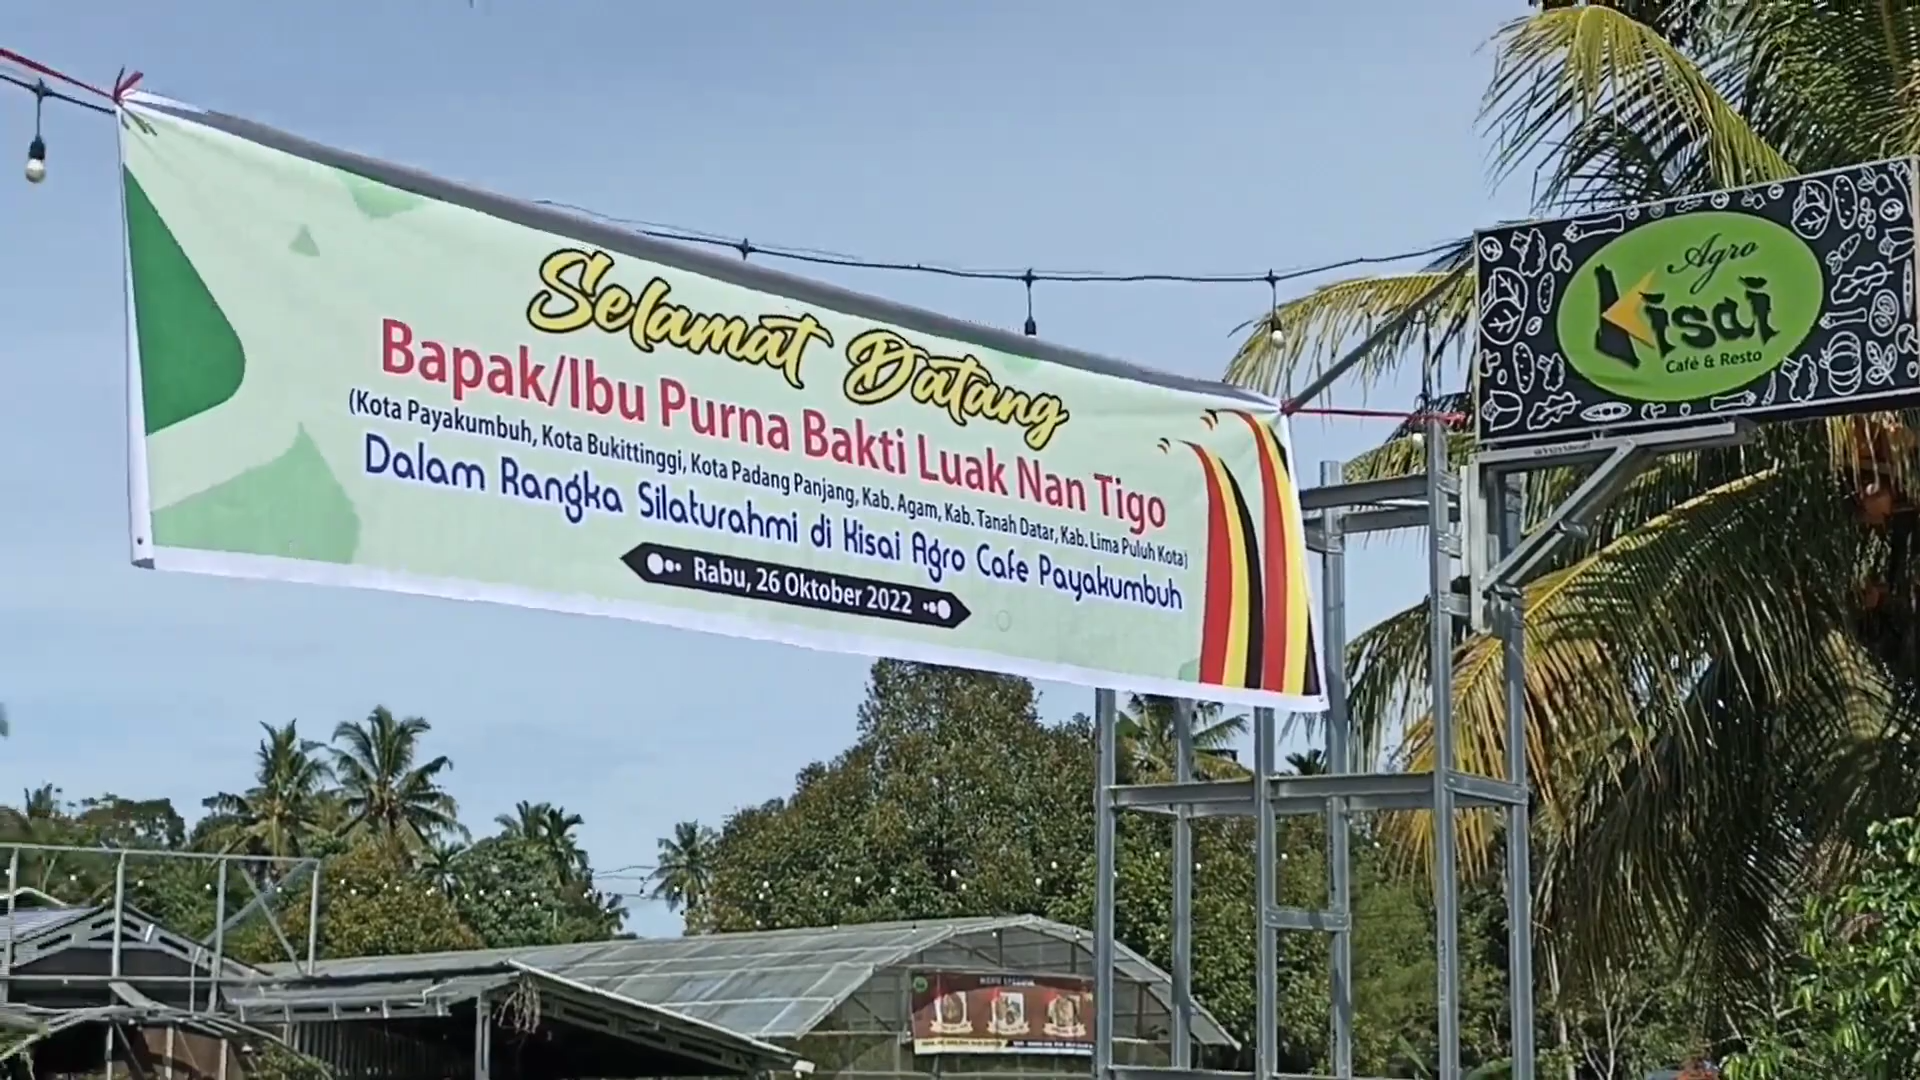 Selamat Datang
Bapak/Ibu Purna Bakti Luak Nan Tigo
(Kota Payakumbuh, Kota Bukittinggi, Kota Padang Panjang, Kab. Agam, Kab. Tanah Datar, Kab. Lima Puluh Kota)
Dalam Rangka Silaturahmi di Kisai Agro Cafe Payakumbuh
Rabu, 26 Oktober 2022
Agro
Kisai
Cafè & Resto